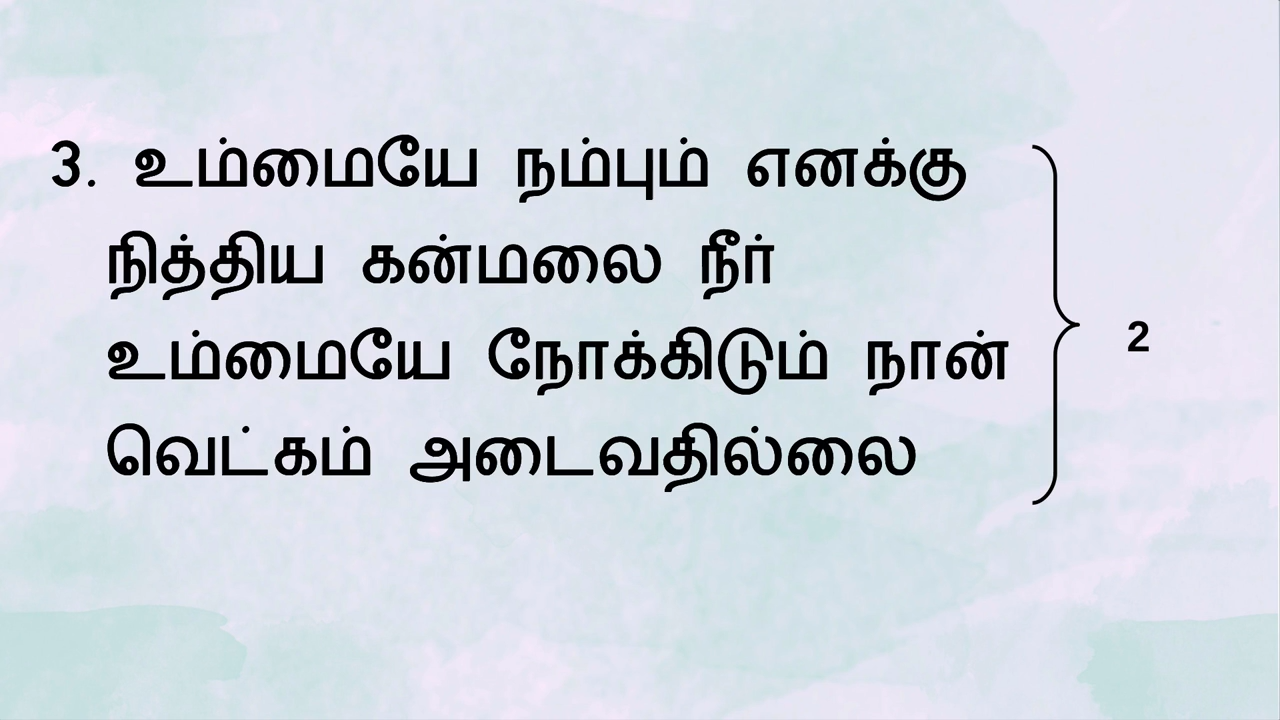 3. உம்மையே நம்பும் எனக்கு
நித்திய கன்மலை நீர்
உம்மையே நோக்கிடும் நான்
வெட்கம் அடைவதில்லை
2